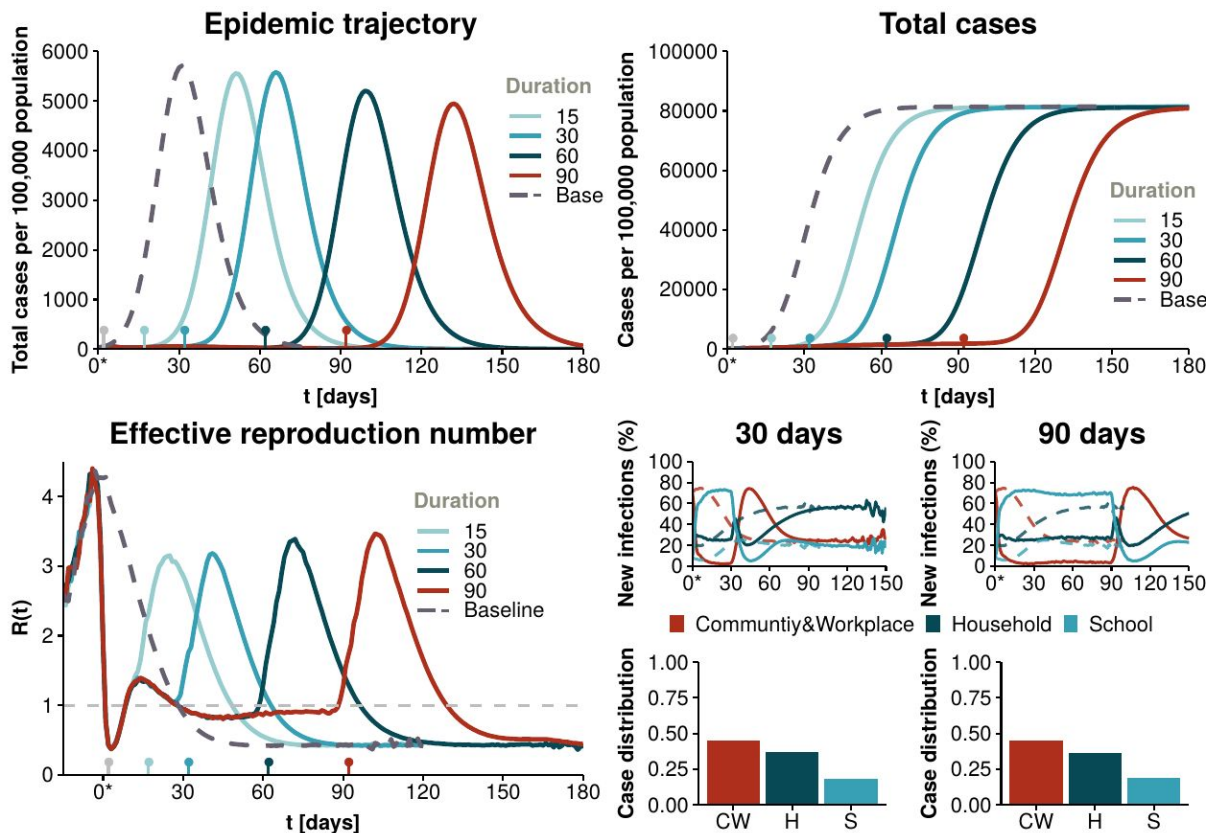 Epidemic trajectory
Total cases per 100,000 population
6000
5000
4000
3000
2000
1000
0
0* 30 60 90 120 150 180
t [days]
Duration
15
30
60
90
Base
Total cases
Cases per 100,000 population
100000
80000
60000
40000
20000
0
0* 30 60 90 120 150 180
t [days]
Duration
15
30
60
90
Base
Effective reproduction number
R(t)
4
3
2
1
0
0* 30 60 90 120 150 180
t [days]
Duration
15
30
60
90
Baseline
30 days
New infections (%)
100
80
60
40
20
0
0* 30 60 90 120 150
90 days
New infections (%)
100
80
60
40
20
0
0* 30 60 90 120 150
Communtiy&Workplace Household School
Case distribution
1.00
0.75
0.50
0.25
0.00
CW H S
Case distribution
1.00
0.75
0.50
0.25
0.00
CW H S